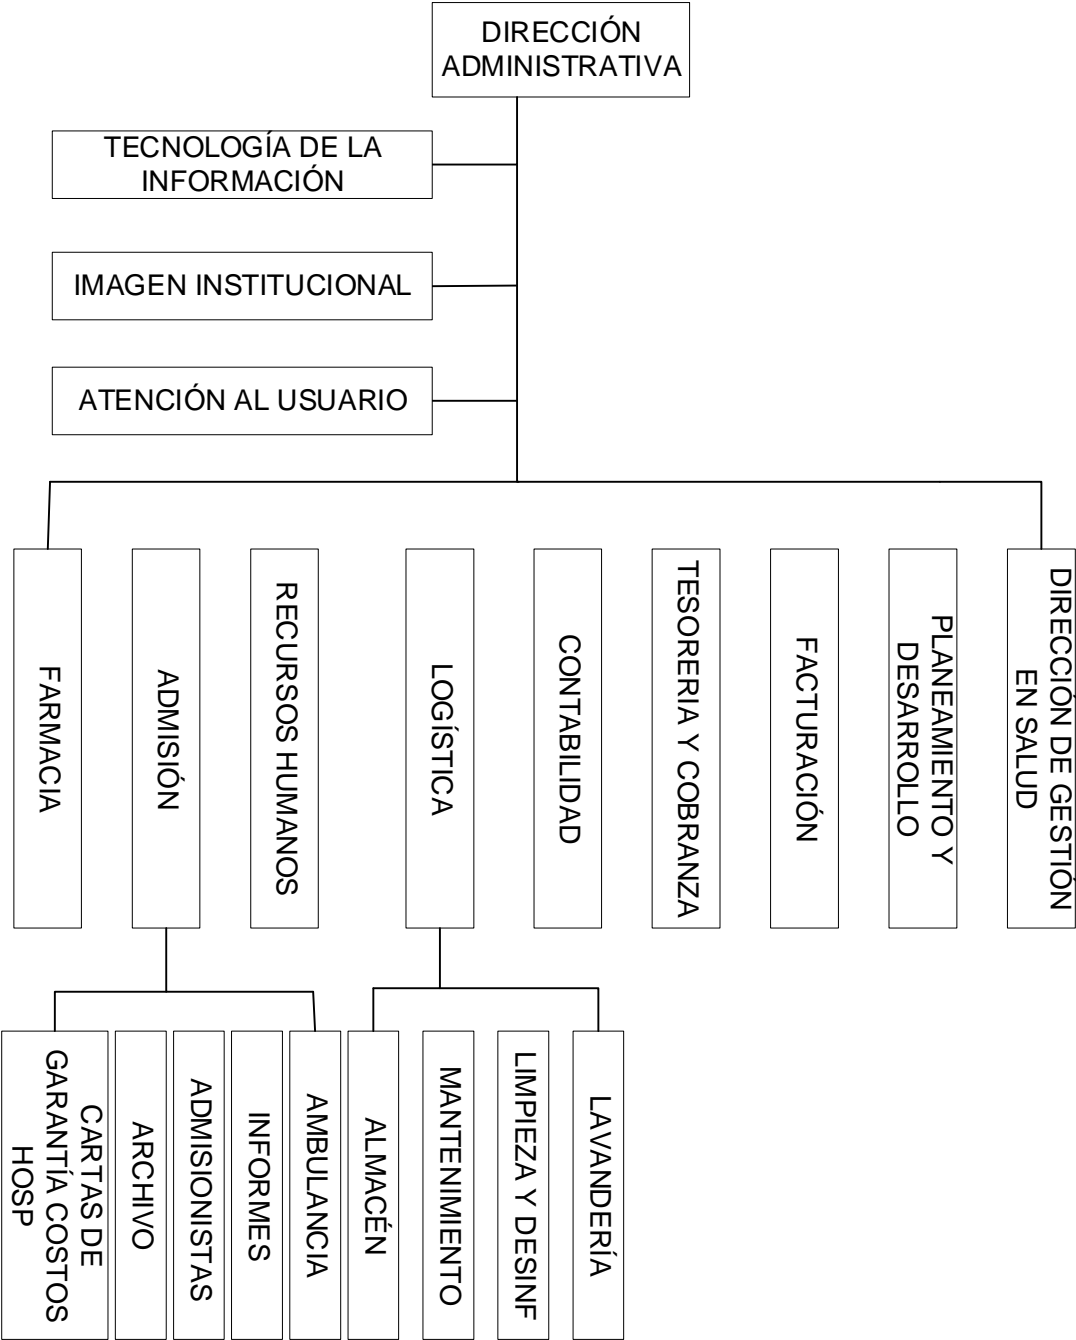 DIRECCIÓN
ADMINISTRATIVA
TECNOLOGÍA DE LA
INFORMACIÓN
IMAGEN INSTITUCIONAL
ATENCIÓN AL USUARIO
FARMACIA
ADMISIÓN
RECURSOS HUMANOS
LOGÍSTICA
CONTABILIDAD
TESORERIA Y COBRANZA
FACTURACIÓN
PLANEAMIENTO Y
DESARROLLO
DIRECCIÓN DE GESTIÓN
EN SALUD
CARTAS DE
GARANTÍA COSTOS
HOSP
ARCHIVO
ADMISIONISTAS
INFORMES
AMBULANCIA
ALMACÉN
MANTENIMIENTO
LIMPIEZA Y DESINF
LAVANDERÍA